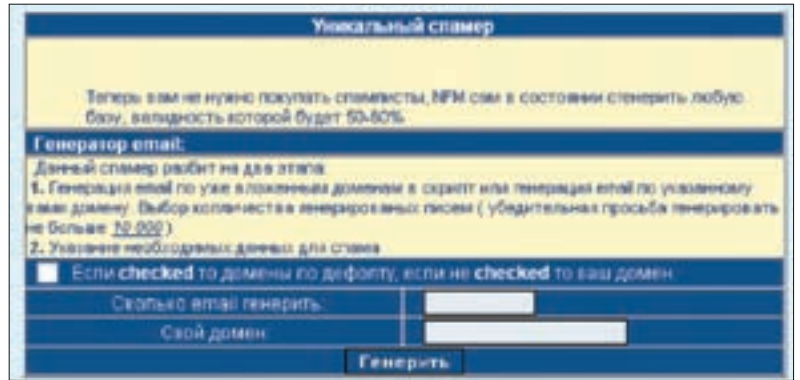 Уникальный спамер
Теперь вам не нужно покупать спамлисты, NFM сам в состоянии сгенерить любую
базу, валидность которой будет 50-80%
Генератор email:
Данный спамер разбит на два этапа:
1. Генерация email по уже вложенным доменам в скрипт или генерация email по указанному
вами домену. Выбор колличества генерированых писем ( убедительная просьба генерировать
не больше 10 000 )
2. Указание необходимых данных для спама
Если checked то домены по дефолту, если не checked то ваш домен
Сколько email генерить:
Свой домен:
Генерить